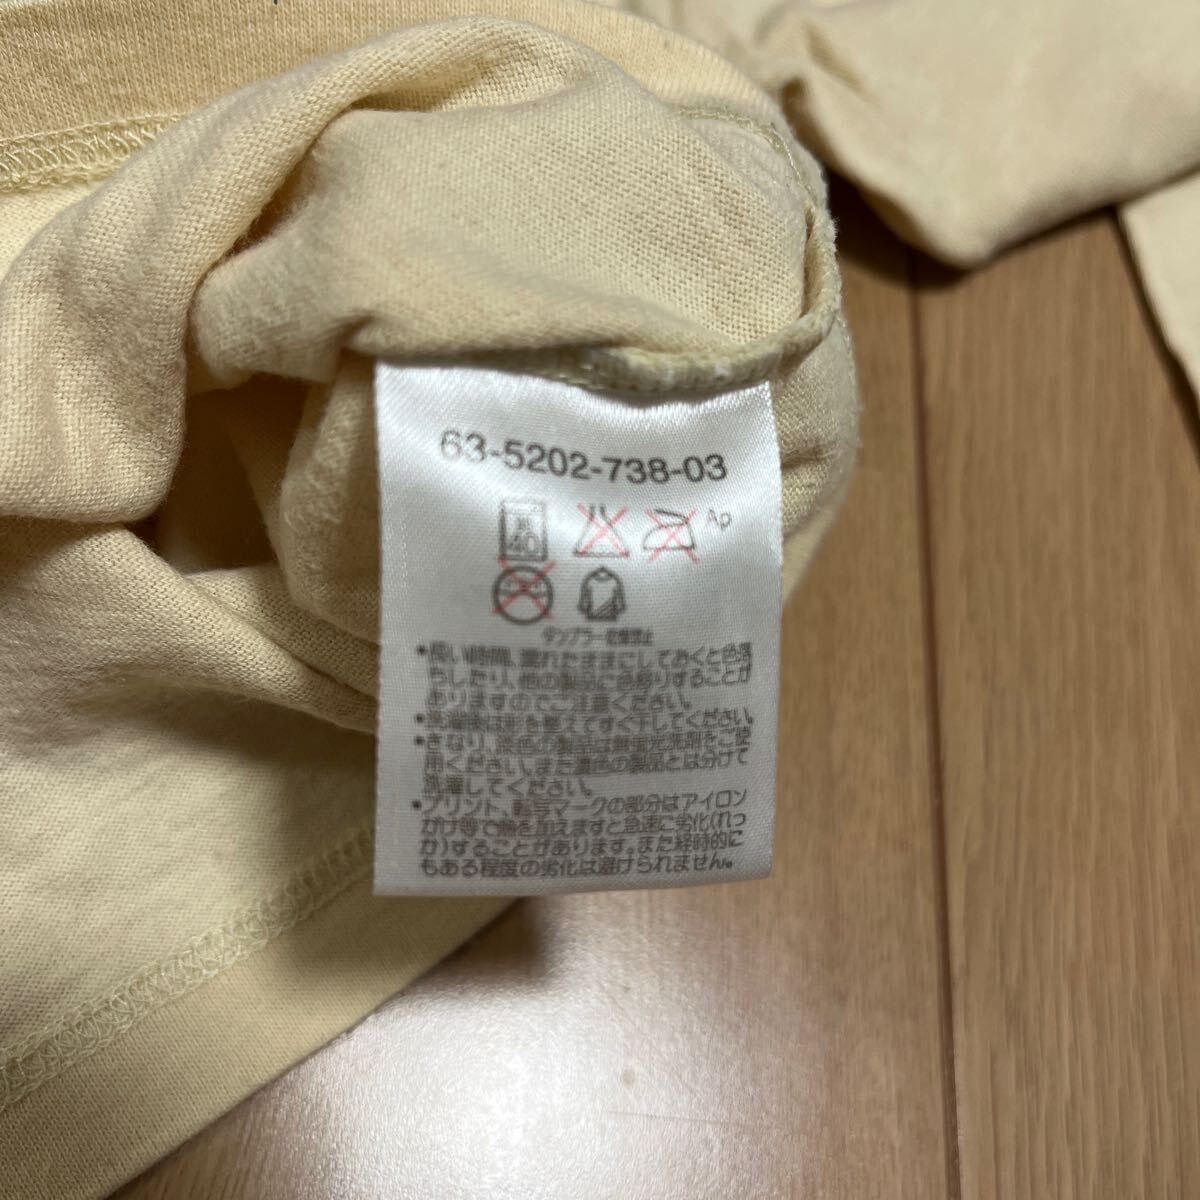 63-5202-738-03
40
Ap
タンブラー乾燥禁止
•長い時間、濡れたままにしておくと色落
ちしたり、他の製品に色移りすることが
ありますのでご注意ください。
•洗濯後は形を整えてすぐ干してください。
•きなり、淡色の製品は無蛍光洗剤をご使
用ください。また濃色の製品とは分けて
洗濯してください。
•プリント、転写マークの部分はアイロン
がけ等で熱を加えますと急速に劣化(れっ
か)することがあります。また経時的に
もある程度の劣化は避けられません。